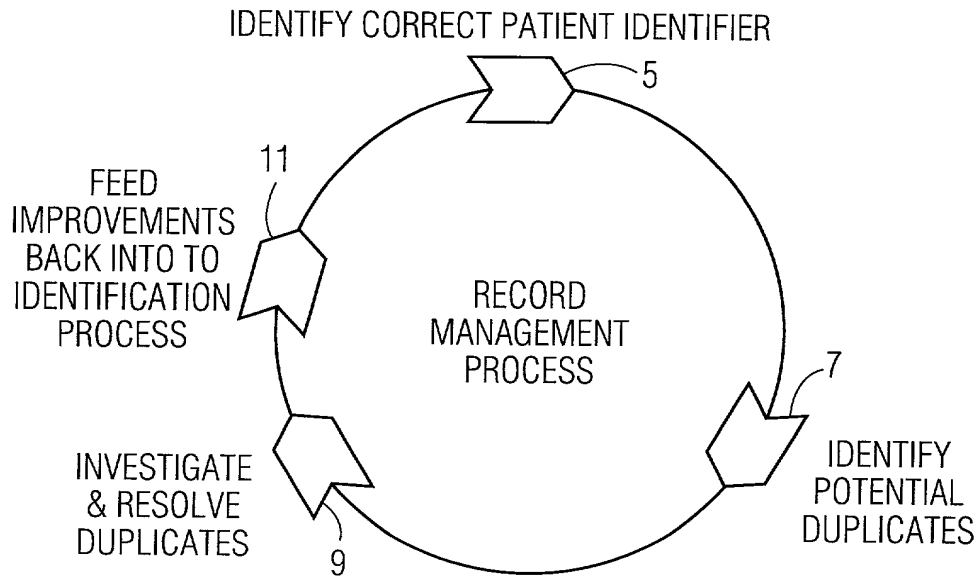 IDENTIFY CORRECT PATIENT IDENTIFIER
5
11
FEED
IMPROVEMENTS
BACK INTO TO
IDENTIFICATION
PROCESS
RECORD
MANAGEMENT
PROCESS
7
IDENTIFY
POTENTIAL
DUPLICATES
INVESTIGATE
& RESOLVE
DUPLICATES
9